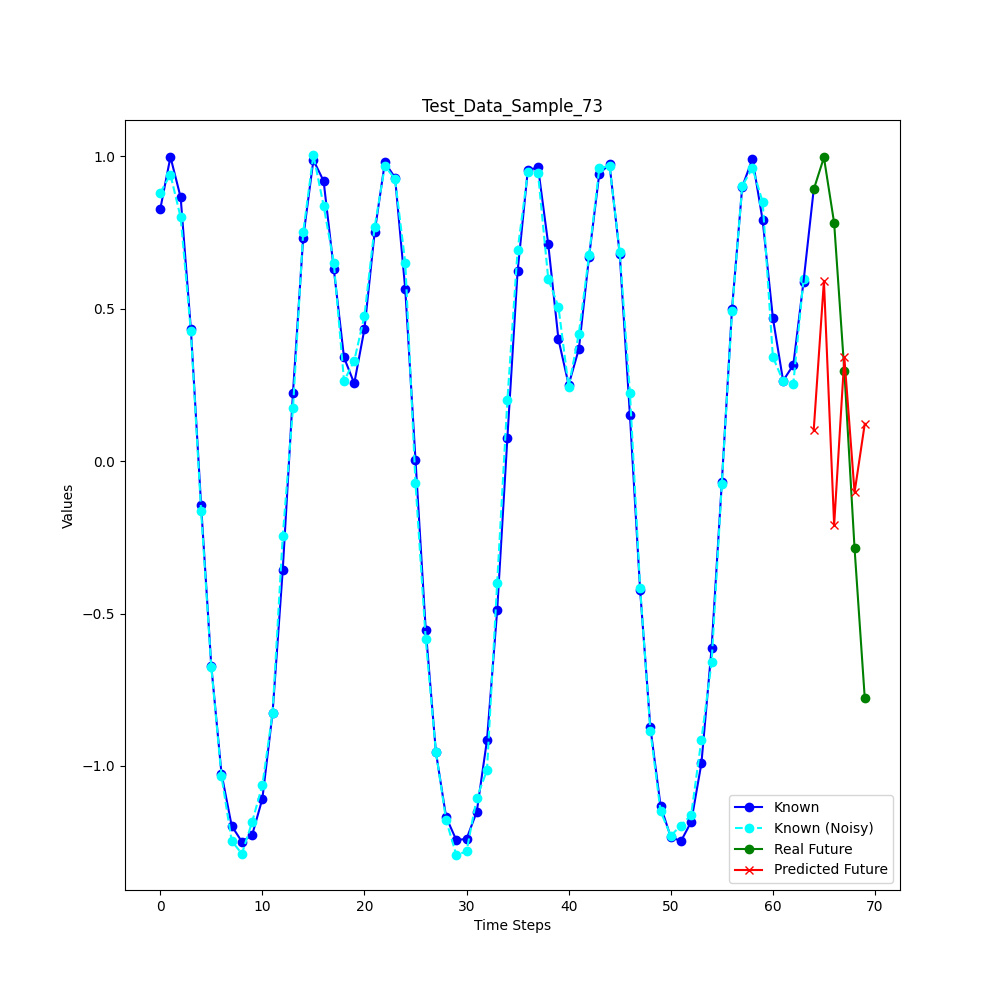 Test_Data_Sample_73
1.0
0.5
0.0
−0.5
−1.0
Values
0
10
20
30
40
50
60
70
Time Steps
Known
Known (Noisy)
Real Future
Predicted Future